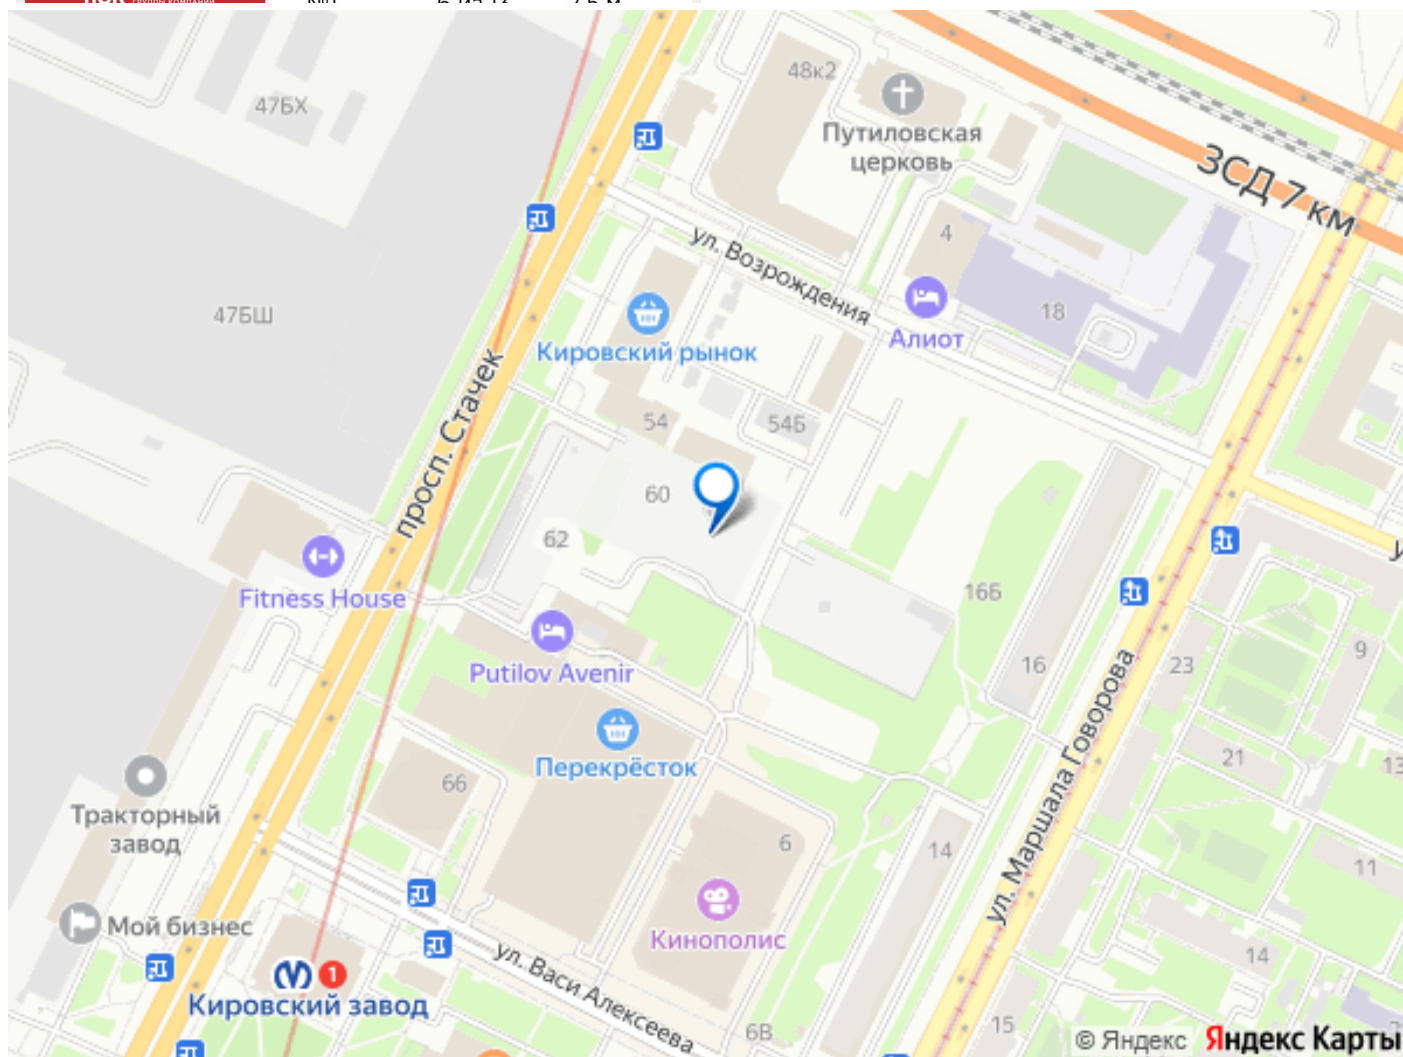 48к2
47БХ
Путиловская
церковь
ЗСД 7 км
4
ул. Возрождения
47БШ
18
Алиот
Кировский рынок
просп. Стачек
54
54Б
60
62
Fitness House
16Б
Putilov Avenir
16
23
9
ул. Маршала Говорова
21
13
Перекрёсток
66
Тракторный
завод
6
14
11
Мой бизнес
Кинополис
14
1
Кировский завод
ул. Васи Алексеева
6В
15
© Яндекс
Яндекс Карты